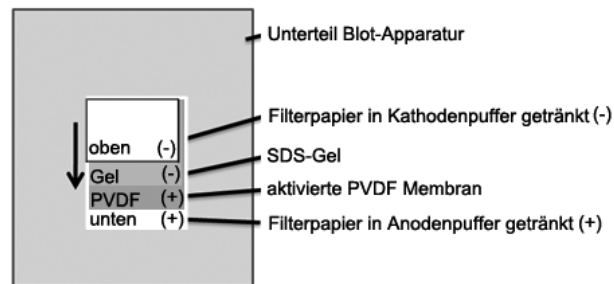 Unterteil Blot-Apparatur
Filterpapier in Kathodenpuffer getränkt (-)
oben (-)
SDS-Gel
Gel (-)
aktivierte PVDF Membran
PVDF (+)
unten (+)
Filterpapier in Anodenpuffer getränkt (+)